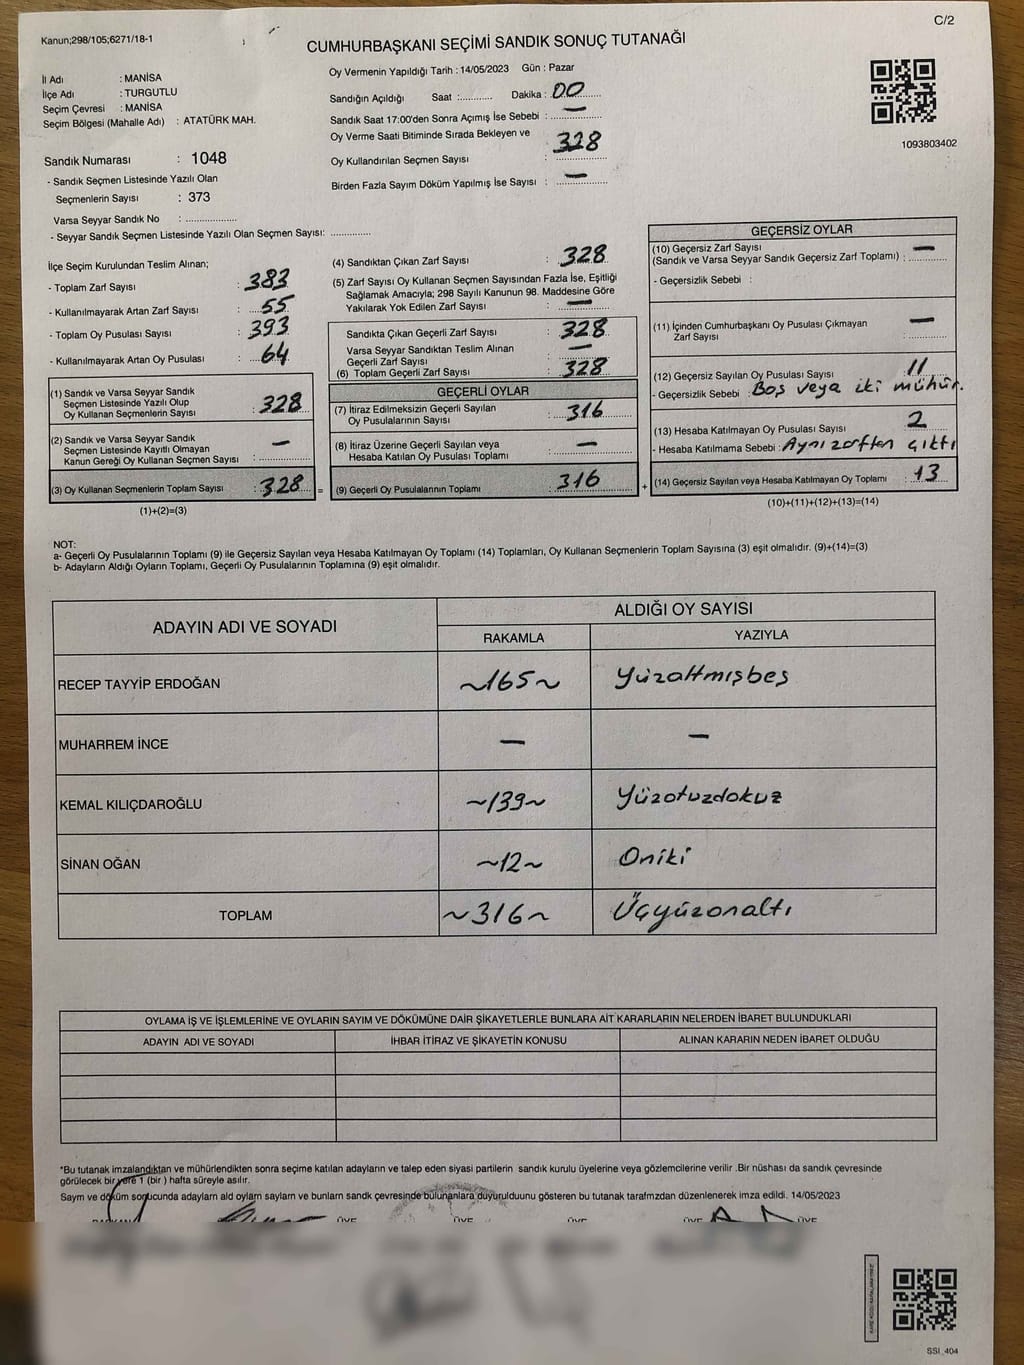 C/2
Kanun;298/105;6271/18-1
CUMHURBAŞKANI SEÇİMİ SANDIK SONUÇ TUTANAĞI
İl Adı : MANİSA
İlçe Adı : TURGUTLU
Seçim Çevresi : MANİSA
Seçim Bölgesi (Mahalle Adı) : ATATÜRK MAH.
Sandık Numarası : 1048
- Sandık Seçmen Listesinde Yazılı Olan
Seçmenlerin Sayısı : 373
Varsa Seyyar Sandık No : ..................
- Seyyar Sandık Seçmen Listesinde Yazılı Olan Seçmen Sayısı: ..............
Oy Vermenin Yapıldığı Tarih : 14/05/2023 Gün : Pazar
Sandığın Açıldığı Saat :........... Dakika : 00
Sandık Saat 17:00'den Sonra Açımış İse Sebebi : —
Oy Verme Saati Bitiminde Sırada Bekleyen ve
Oy Kullandırılan Seçmen Sayısı : 328
Birden Fazla Sayım Döküm Yapılmış İse Sayısı : —
1093803402
İlçe Seçim Kurulundan Teslim Alınan;
- Toplam Zarf Sayısı : 383
- Kullanılmayarak Artan Zarf Sayısı : 55
- Toplam Oy Pusulası Sayısı : 393
- Kullanılmayarak Artan Oy Pusulası : 64
(1) Sandık ve Varsa Seyyar Sandık
Seçmen Listesinde Yazılı Olup
Oy Kullanan Seçmenlerin Sayısı : 328
(2) Sandık ve Varsa Seyyar Sandık
Seçmen Listesinde Kayıtlı Olmayan
Kanun Gereği Oy Kullanan Seçmen Sayısı : —
(3) Oy Kullanan Seçmenlerin Toplam Sayısı : 328 =
(1)+(2)=(3)
(4) Sandıktan Çıkan Zarf Sayısı : 328
(5) Zarf Sayısı Oy Kullanan Seçmen Sayısından Fazla İse, Eşitliği
Sağlamak Amacıyla; 298 Sayılı Kanunun 98. Maddesine Göre
Yakılarak Yok Edilen Zarf Sayısı : —
Sandıkta Çıkan Geçerli Zarf Sayısı : 328
Varsa Seyyar Sandıktan Teslim Alınan
Geçerli Zarf Sayısı : —
(6) Toplam Geçerli Zarf Sayısı : 328
GEÇERLİ OYLAR
(7) İtiraz Edilmeksizin Geçerli Sayılan
Oy Pusulalarının Sayısı : 316
(8) İtiraz Üzerine Geçerli Sayılan veya
Hesaba Katılan Oy Pusulası Toplamı : —
(9) Geçerli Oy Pusulalarının Toplamı : 316 +
GEÇERSİZ OYLAR
(10) Geçersiz Zarf Sayısı
(Sandık ve Varsa Seyyar Sandık Geçersiz Zarf Toplamı) : —
- Geçersizlik Sebebi :
(11) İçinden Cumhurbaşkanı Oy Pusulası Çıkmayan
Zarf Sayısı : —
(12) Geçersiz Sayılan Oy Pusulası Sayısı : 11
- Geçersizlik Sebebi : Boş veya iki mühür.
(13) Hesaba Katılmayan Oy Pusulası Sayısı : 2
- Hesaba Katılmama Sebebi : Aynı zarftan çıktı
(14) Geçersiz Sayılan veya Hesaba Katılmayan Oy Toplamı : 13
(10)+(11)+(12)+(13)=(14)
NOT:
a- Geçerli Oy Pusulalarının Toplamı (9) ile Geçersiz Sayılan veya Hesaba Katılmayan Oy Toplamı (14) Toplamları, Oy Kullanan Seçmenlerin Toplam Sayısına (3) eşit olmalıdır. (9)+(14)=(3)
b- Adayların Aldığı Oyların Toplamı, Geçerli Oy Pusulalarının Toplamına (9) eşit olmalıdır.
ADAYIN ADI VE SOYADI
ALDIĞI OY SAYISI
RAKAMLA YAZIYLA
RECEP TAYYİP ERDOĞAN ~165~ Yüzaltmışbeş
MUHARREM İNCE — —
KEMAL KILIÇDAROĞLU ~139~ Yüzotuzdokuz
SİNAN OĞAN ~12~ Oniki
TOPLAM ~316~ Üçyüzonaltı
OYLAMA İŞ VE İŞLEMLERİNE VE OYLARIN SAYIM VE DÖKÜMÜNE DAİR ŞİKAYETLERLE BUNLARA AİT KARARLARIN NELERDEN İBARET BULUNDUKLARI
ADAYIN ADI VE SOYADI İHBAR İTİRAZ VE ŞİKAYETİN KONUSU ALINAN KARARIN NEDEN İBARET OLDUĞU
*Bu tutanak imzalandıktan ve mühürlendikten sonra seçime katılan adayların ve talep eden siyasi partilerin sandık kurulu üyelerine veya gözlemcilerine verilir .Bir nüshası da sandık çevresinde
görülecek bir yere 1 (bir ) hafta süreyle asılır.
Saym ve döküm sonucunda adaylarn ald oylarn saylarn ve bunlarn sandk çevresinde bulunanlara duyurulduunu gösteren bu tutanak tarafmzdan düzenlenerek imza edildi. 14/05/2023
ÜYE ÜYE ÜYE ÜYE ÜYE
SSI_404